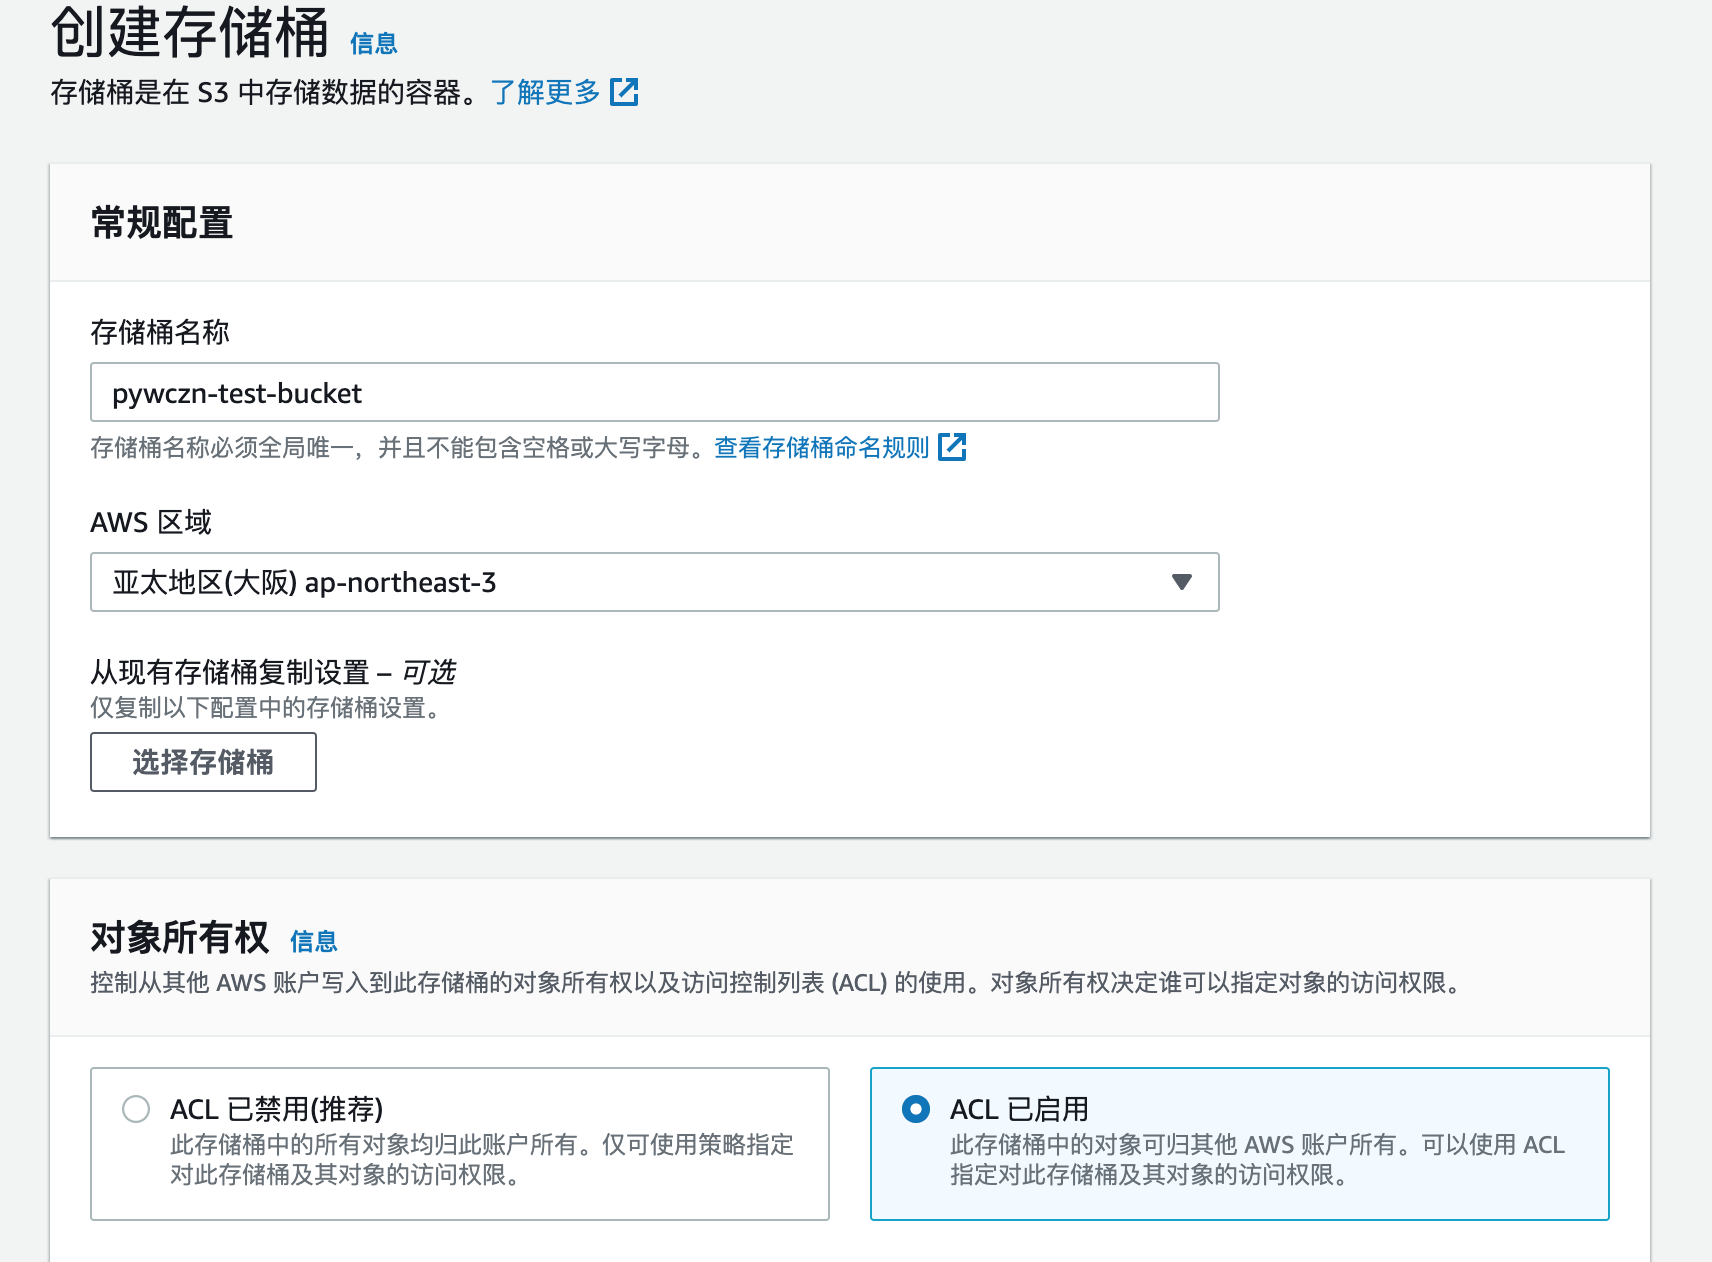 创建存储桶 信息
存储桶是在 S3 中存储数据的容器。了解更多
常规配置
存储桶名称
pywczn-test-bucket
存储桶名称必须全局唯一，并且不能包含空格或大写字母。查看存储桶命名规则
AWS 区域
亚太地区(大阪) ap-northeast-3
从现有存储桶复制设置 – 可选
仅复制以下配置中的存储桶设置。
选择存储桶
对象所有权 信息
控制从其他 AWS 账户写入到此存储桶的对象所有权以及访问控制列表 (ACL) 的使用。对象所有权决定谁可以指定对象的访问权限。
ACL 已禁用(推荐)
此存储桶中的所有对象均归此账户所有。仅可使用策略指定
对此存储桶及其对象的访问权限。
ACL 已启用
此存储桶中的对象可归其他 AWS 账户所有。可以使用 ACL
指定对此存储桶及其对象的访问权限。